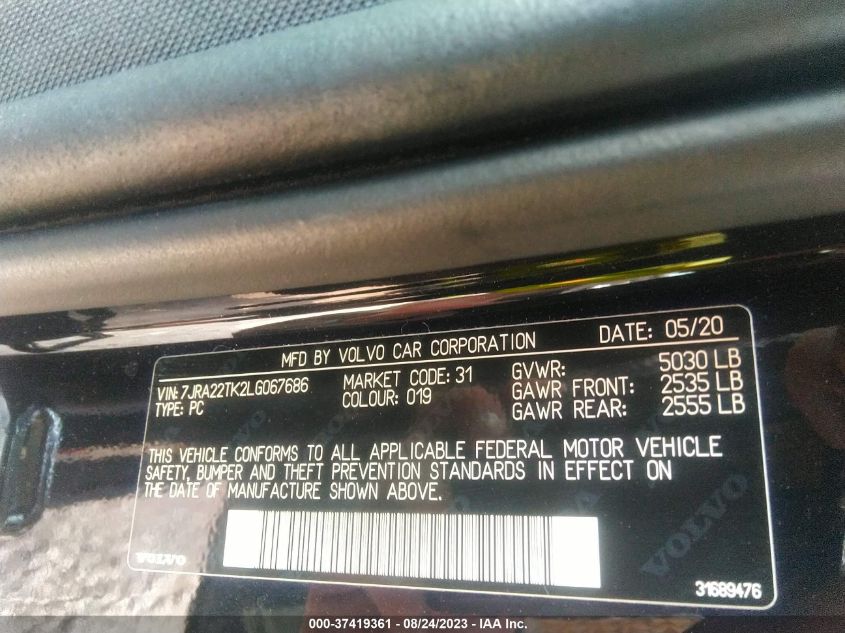 MFD BY VOLVO CAR CORPORATION DATE: 05/20
VIN: 7JRA22TK2LG067686 MARKET CODE: 31 GVWR: 5030 LB
TYPE: PC COLOUR: 019 GAWR FRONT: 2535 LB
GAWR REAR: 2555 LB
THIS VEHICLE CONFORMS TO ALL APPLICABLE FEDERAL MOTOR VEHICLE
SAFETY, BUMPER AND THEFT PREVENTION STANDARDS IN EFFECT ON
THE DATE OF MANUFACTURE SHOWN ABOVE.
VOLVO
VOLVO
31689476
000-37419361 - 08/24/2023 - IAA Inc.